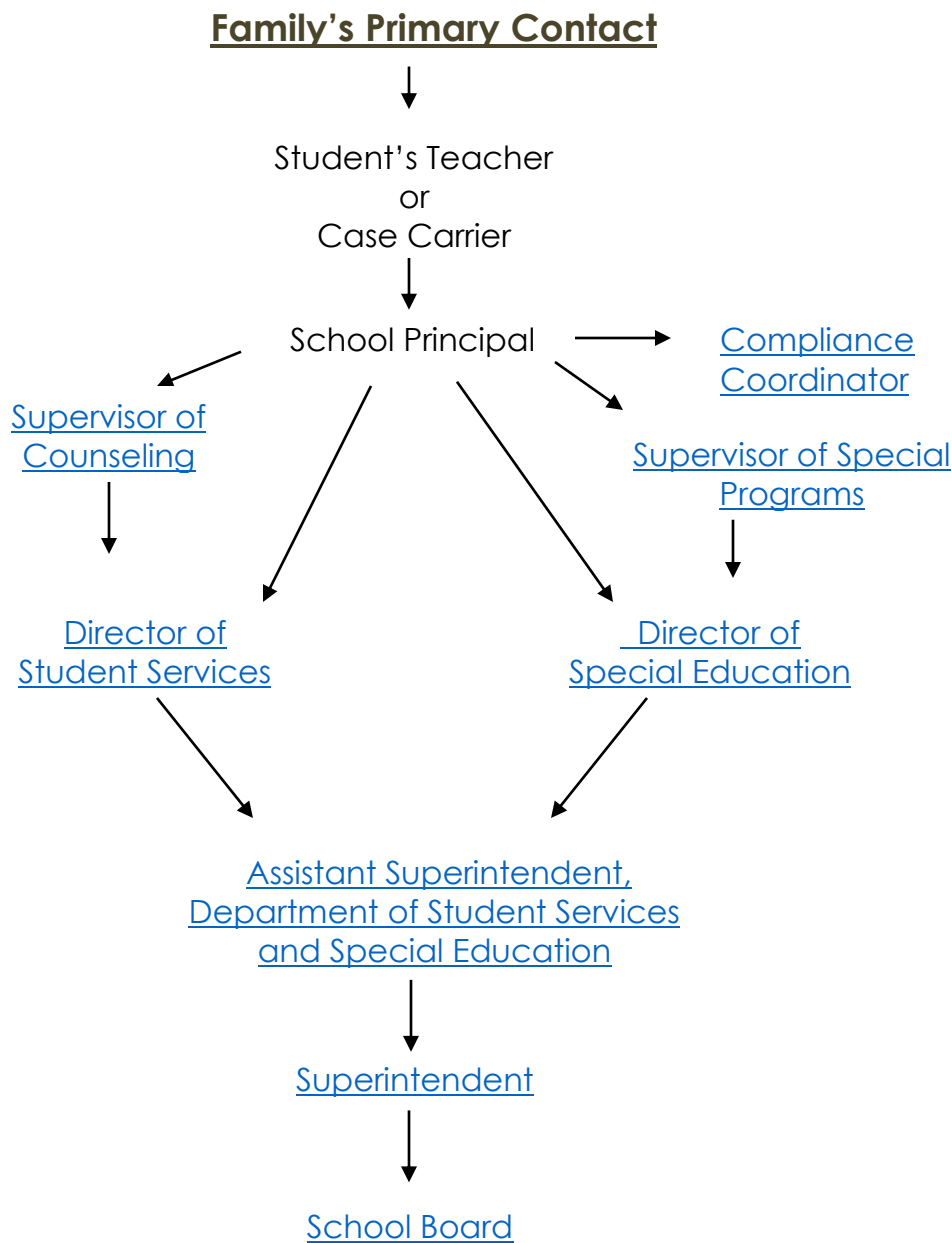 Family’s Primary Contact
Student’s Teacher
or
Case Carrier
School Principal
Compliance
Coordinator
Supervisor of
Counseling
Supervisor of Special
Programs
Director of
Student Services
Director of
Special Education
Assistant Superintendent,
Department of Student Services
and Special Education
Superintendent
School Board